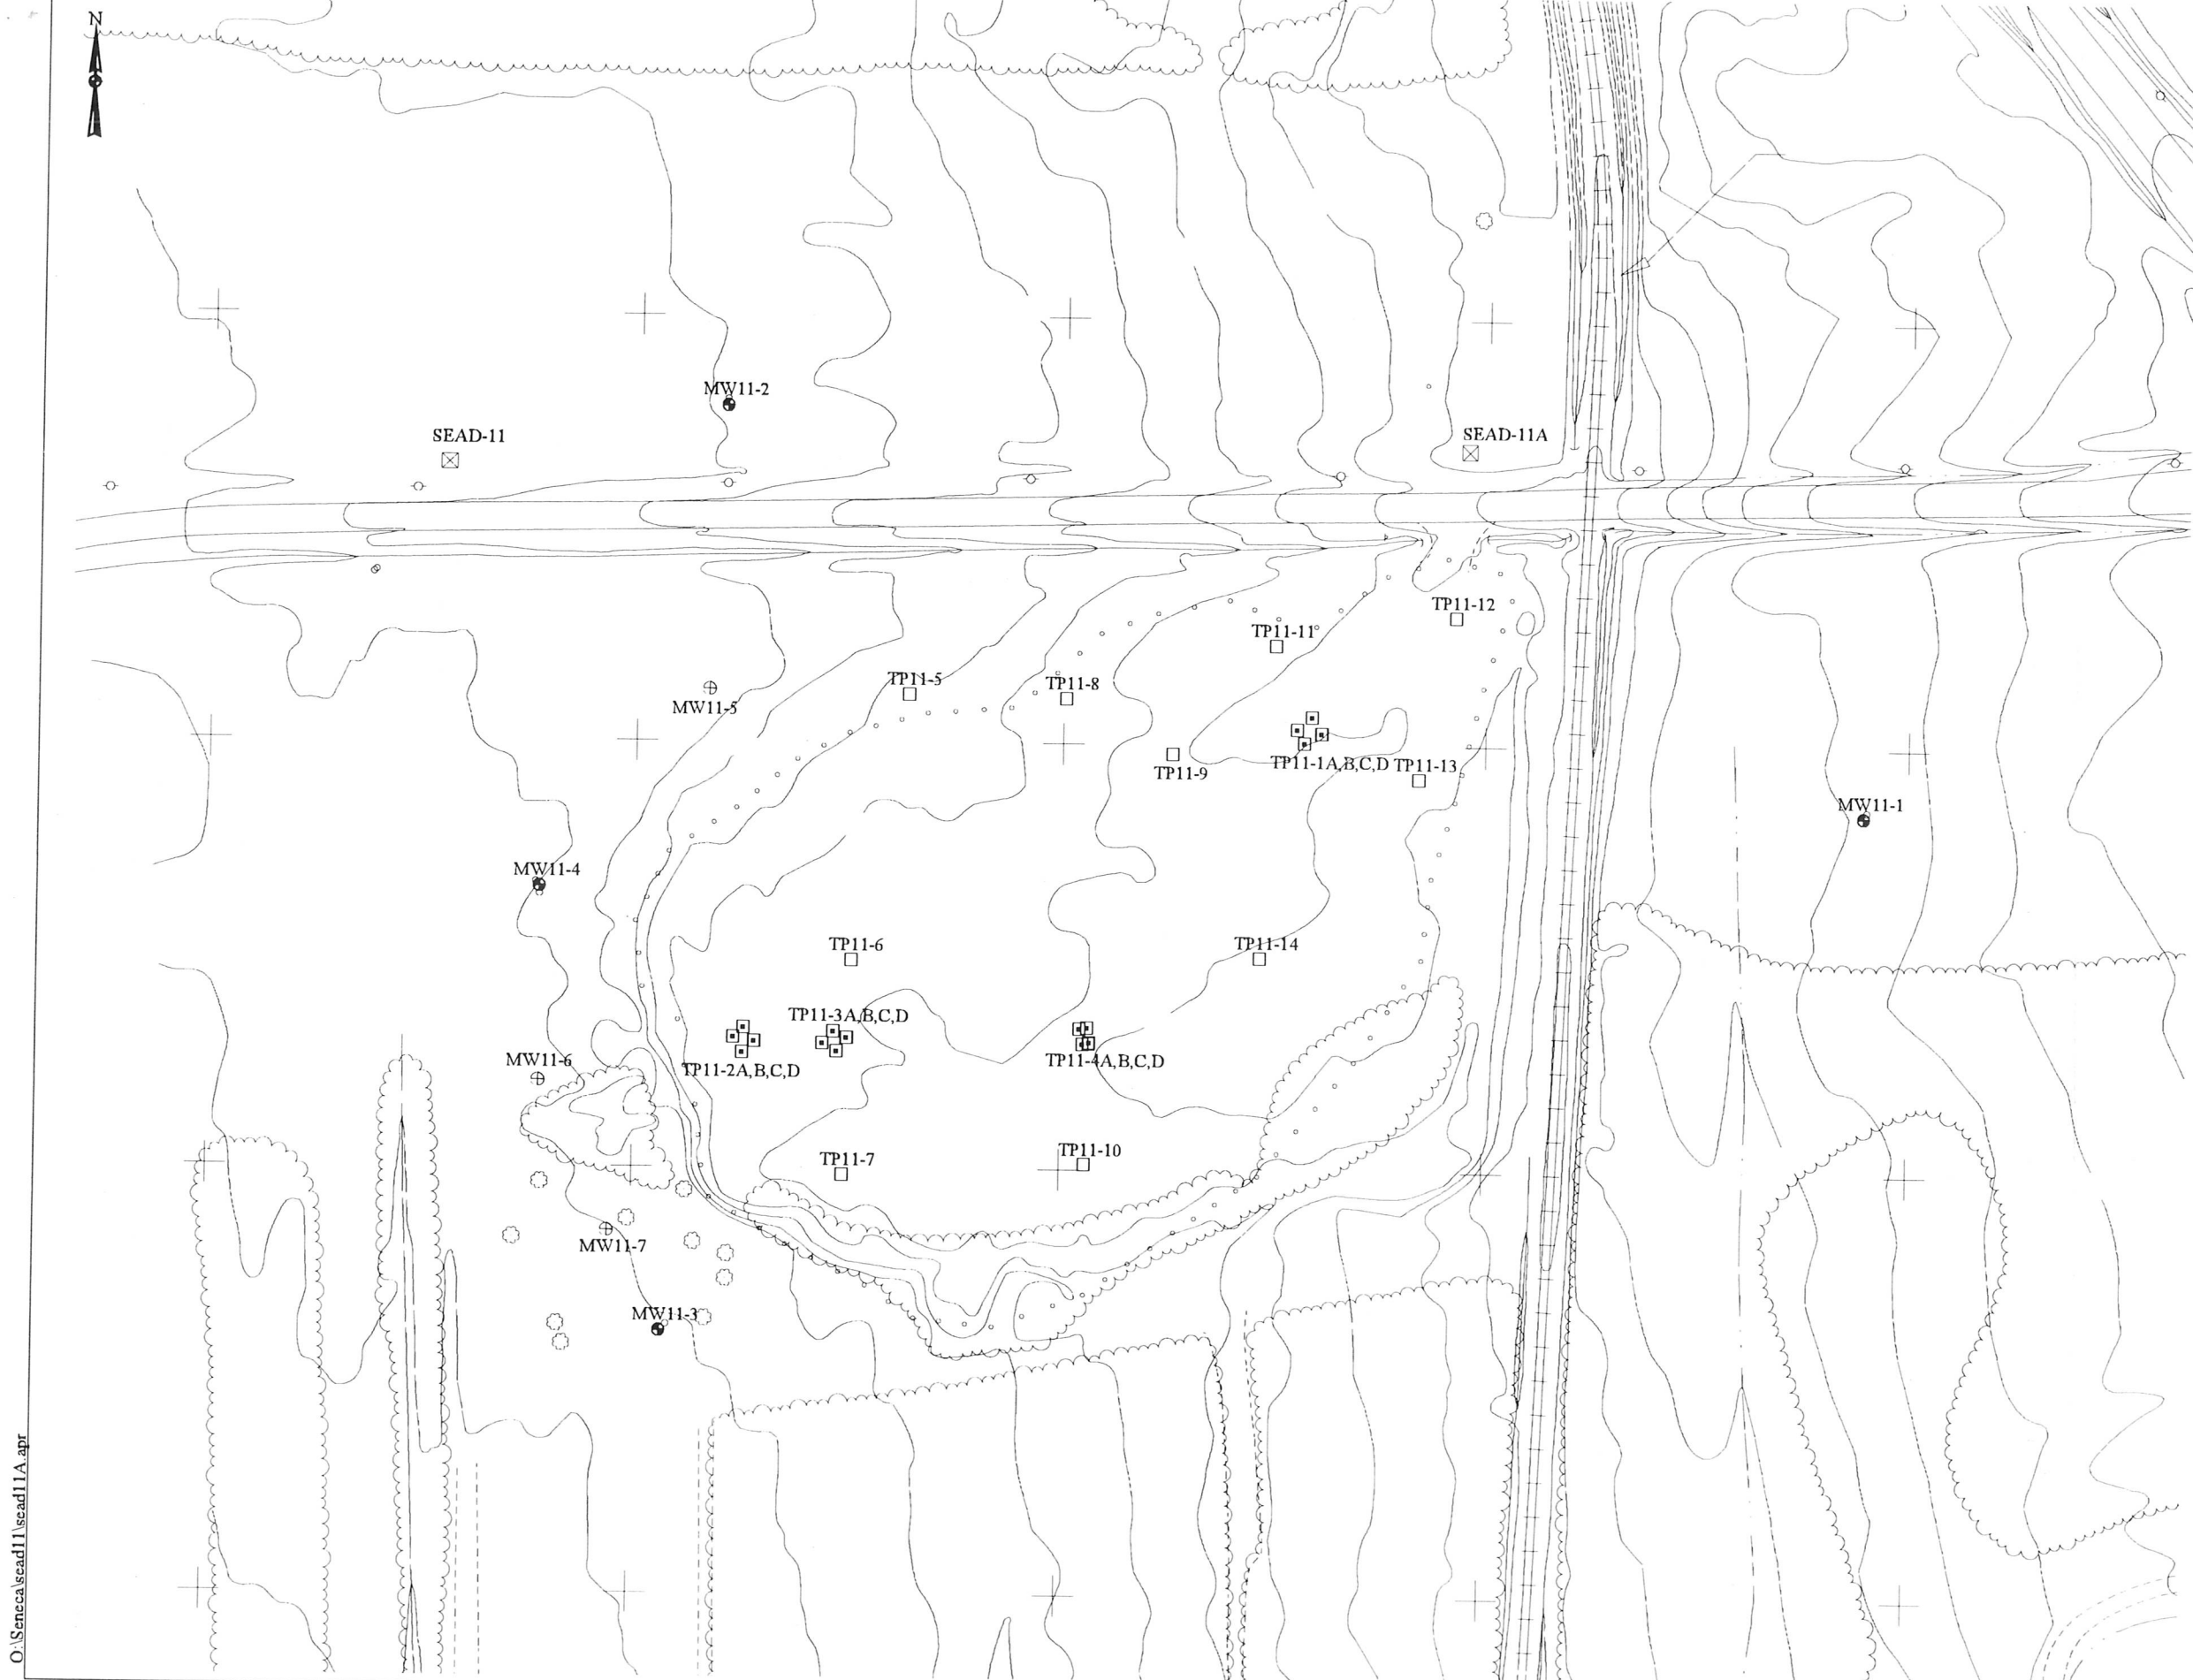 N
MW11-2
SEAD-11
SEAD-11A
TP11-12
TP11-11
TP11-5
TP11-8
MW11-5
TP11-9
TP11-1A,B,C,D
TP11-13
MW11-1
MW11-4
TP11-6
TP11-14
TP11-3A,B,C,D
MW11-6
TP11-2A,B,C,D
TP11-4A,B,C,D
TP11-7
TP11-10
MW11-7
MW11-3
O:\Seneca\sead11\sead11A.apr